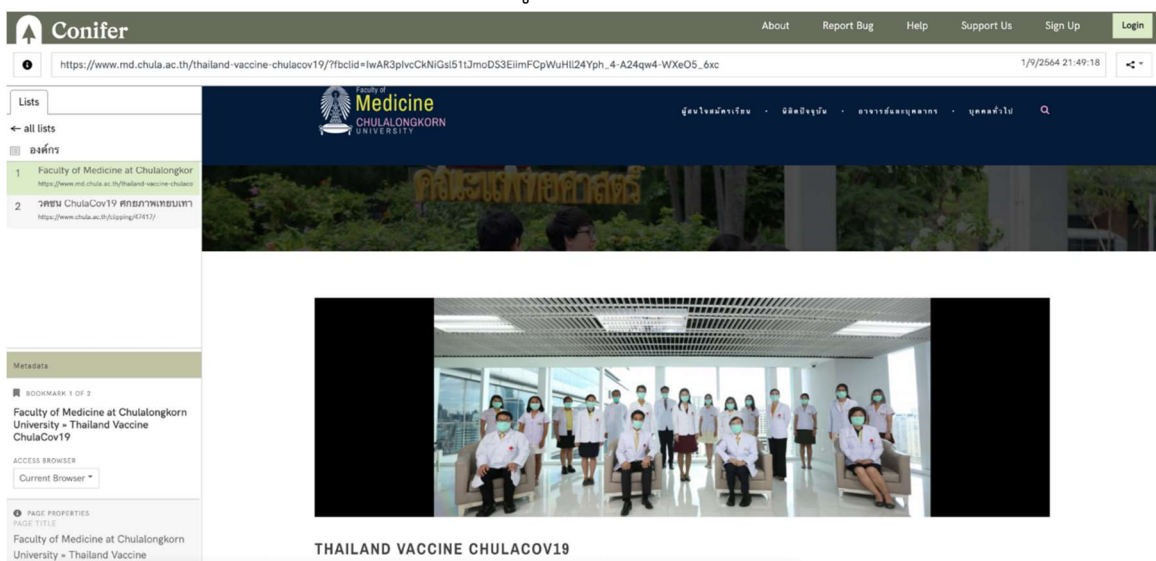 Conifer
About Report Bug Help Support Us Sign Up Login
https://www.md.chula.ac.th/thailand-vaccine-chulacov19/?fbclid=IwAR3pIvcCkNiGsl51tJmoDS3EiimFCpWuHll24Yph_4-A24qw4-WXeO5_6xc
1/9/2564 21:49:18
Lists
← all lists
องค์กร
1 Faculty of Medicine at Chulalongkor
https://www.md.chula.ac.th/thailand-vaccine-chulaco
2 วคซน ChulaCov19 ศกยภาพเทยบเทา
https://www.chula.ac.th/clipping/47417/
Faculty of
Medicine
CHULALONGKORN
UNIVERSITY
ผู้สนใจสมัครเรียน · นิสิตปัจจุบัน · อาจารย์และบุคลากร · บุคคลทั่วไป
คณะแพทยศาสตร์
Metadata
BOOKMARK 1 OF 2
Faculty of Medicine at Chulalongkorn
University » Thailand Vaccine
ChulaCov19
ACCESS BROWSER
Current Browser
PAGE PROPERTIES
PAGE TITLE
Faculty of Medicine at Chulalongkorn
University » Thailand Vaccine
THAILAND VACCINE CHULACOV19